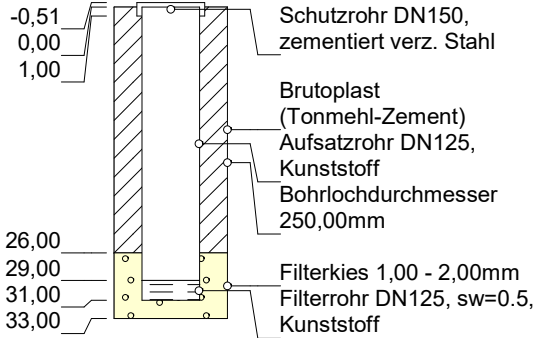 -0,51
0,00
1,00
26,00
29,00
31,00
33,00
Schutzrohr DN150,
zementiert verz. Stahl
Brutoplast
(Tonmehl-Zement)
Aufsatzrohr DN125,
Kunststoff
Bohrlochdurchmesser
250,00mm
Filterkies 1,00 - 2,00mm
Filterrohr DN125, sw=0.5,
Kunststoff